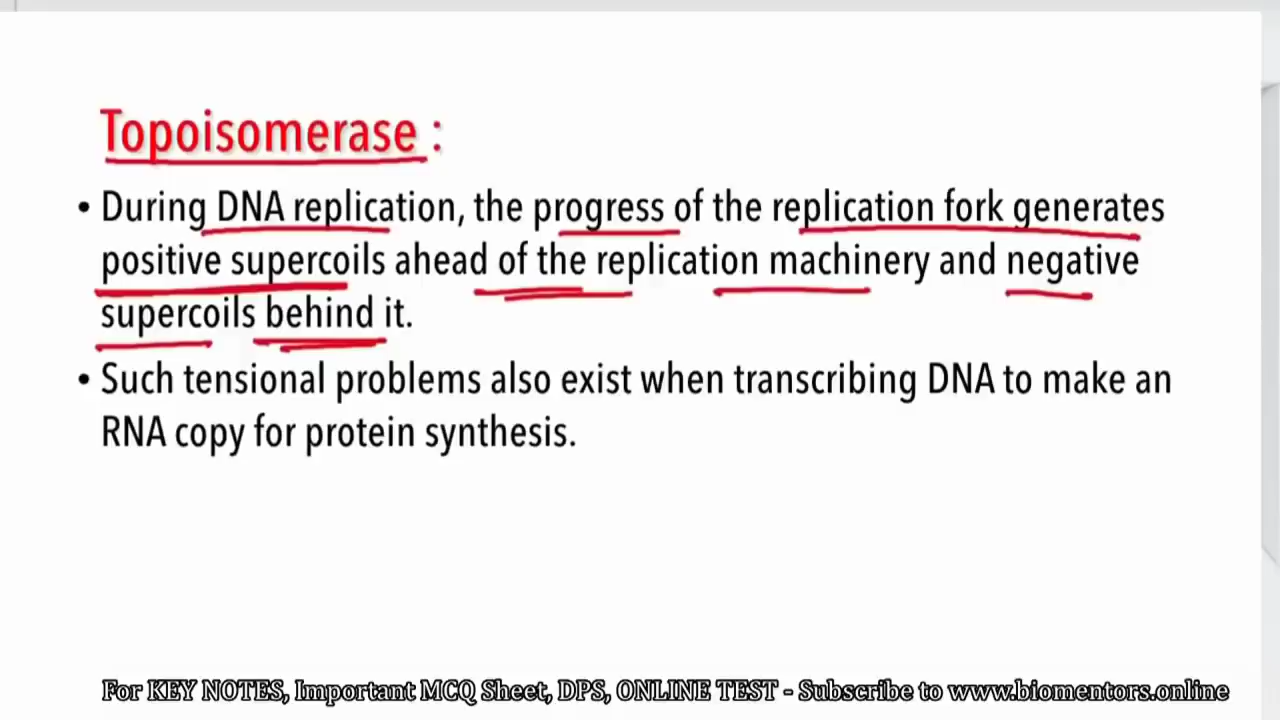 Topoisomerase :
• During DNA replication, the progress of the replication fork generates
positive supercoils ahead of the replication machinery and negative
supercoils behind it.
• Such tensional problems also exist when transcribing DNA to make an
RNA copy for protein synthesis.
For KEY NOTES, Important MCQ Sheet, DPS, ONLINE TEST - Subscribe to www.biomentors.online